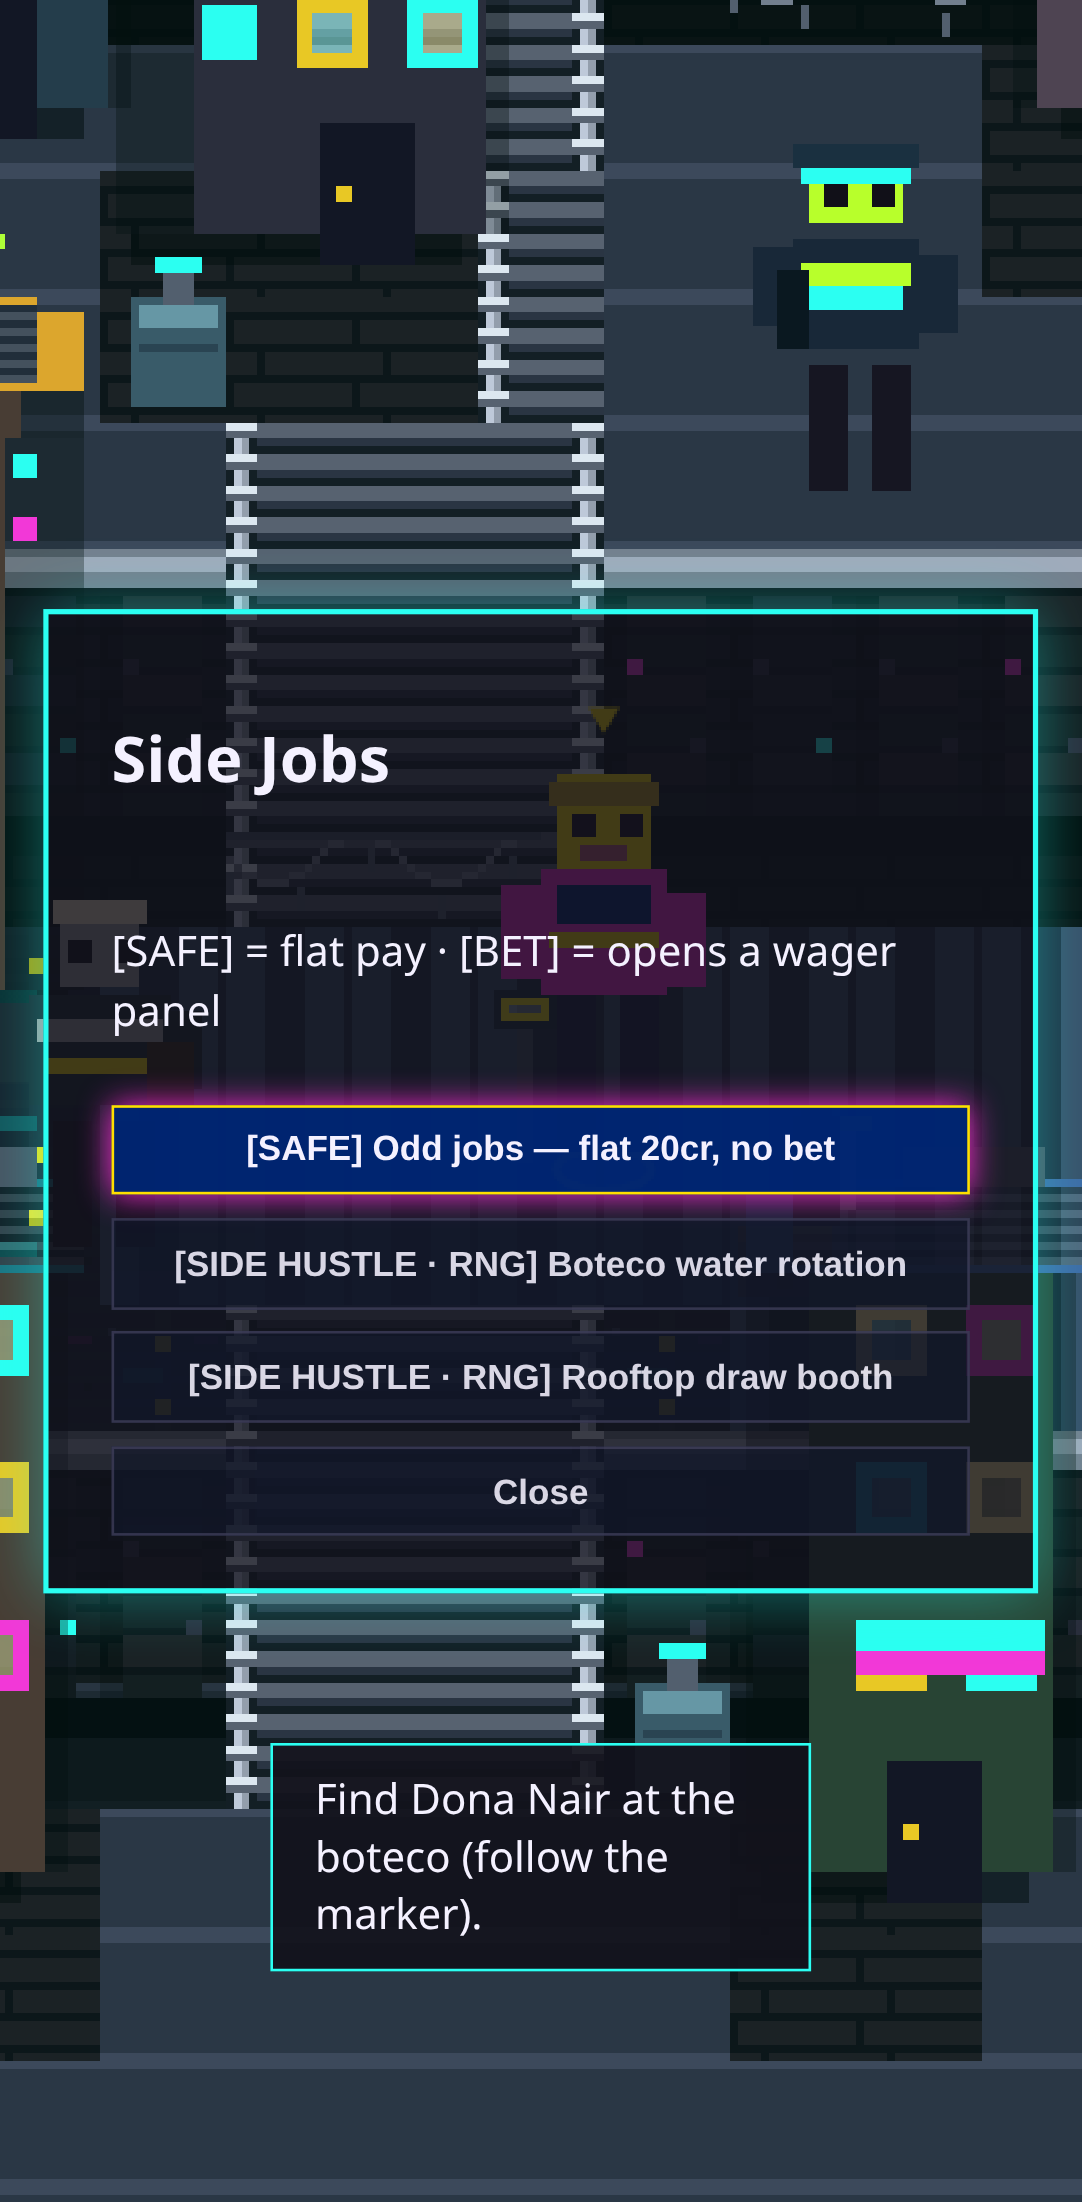 Side Jobs
[SAFE] = flat pay · [BET] = opens a wager
panel
[SAFE] Odd jobs — flat 20cr, no bet
[SIDE HUSTLE · RNG] Boteco water rotation
[SIDE HUSTLE · RNG] Rooftop draw booth
Close
Find Dona Nair at the
boteco (follow the
marker).